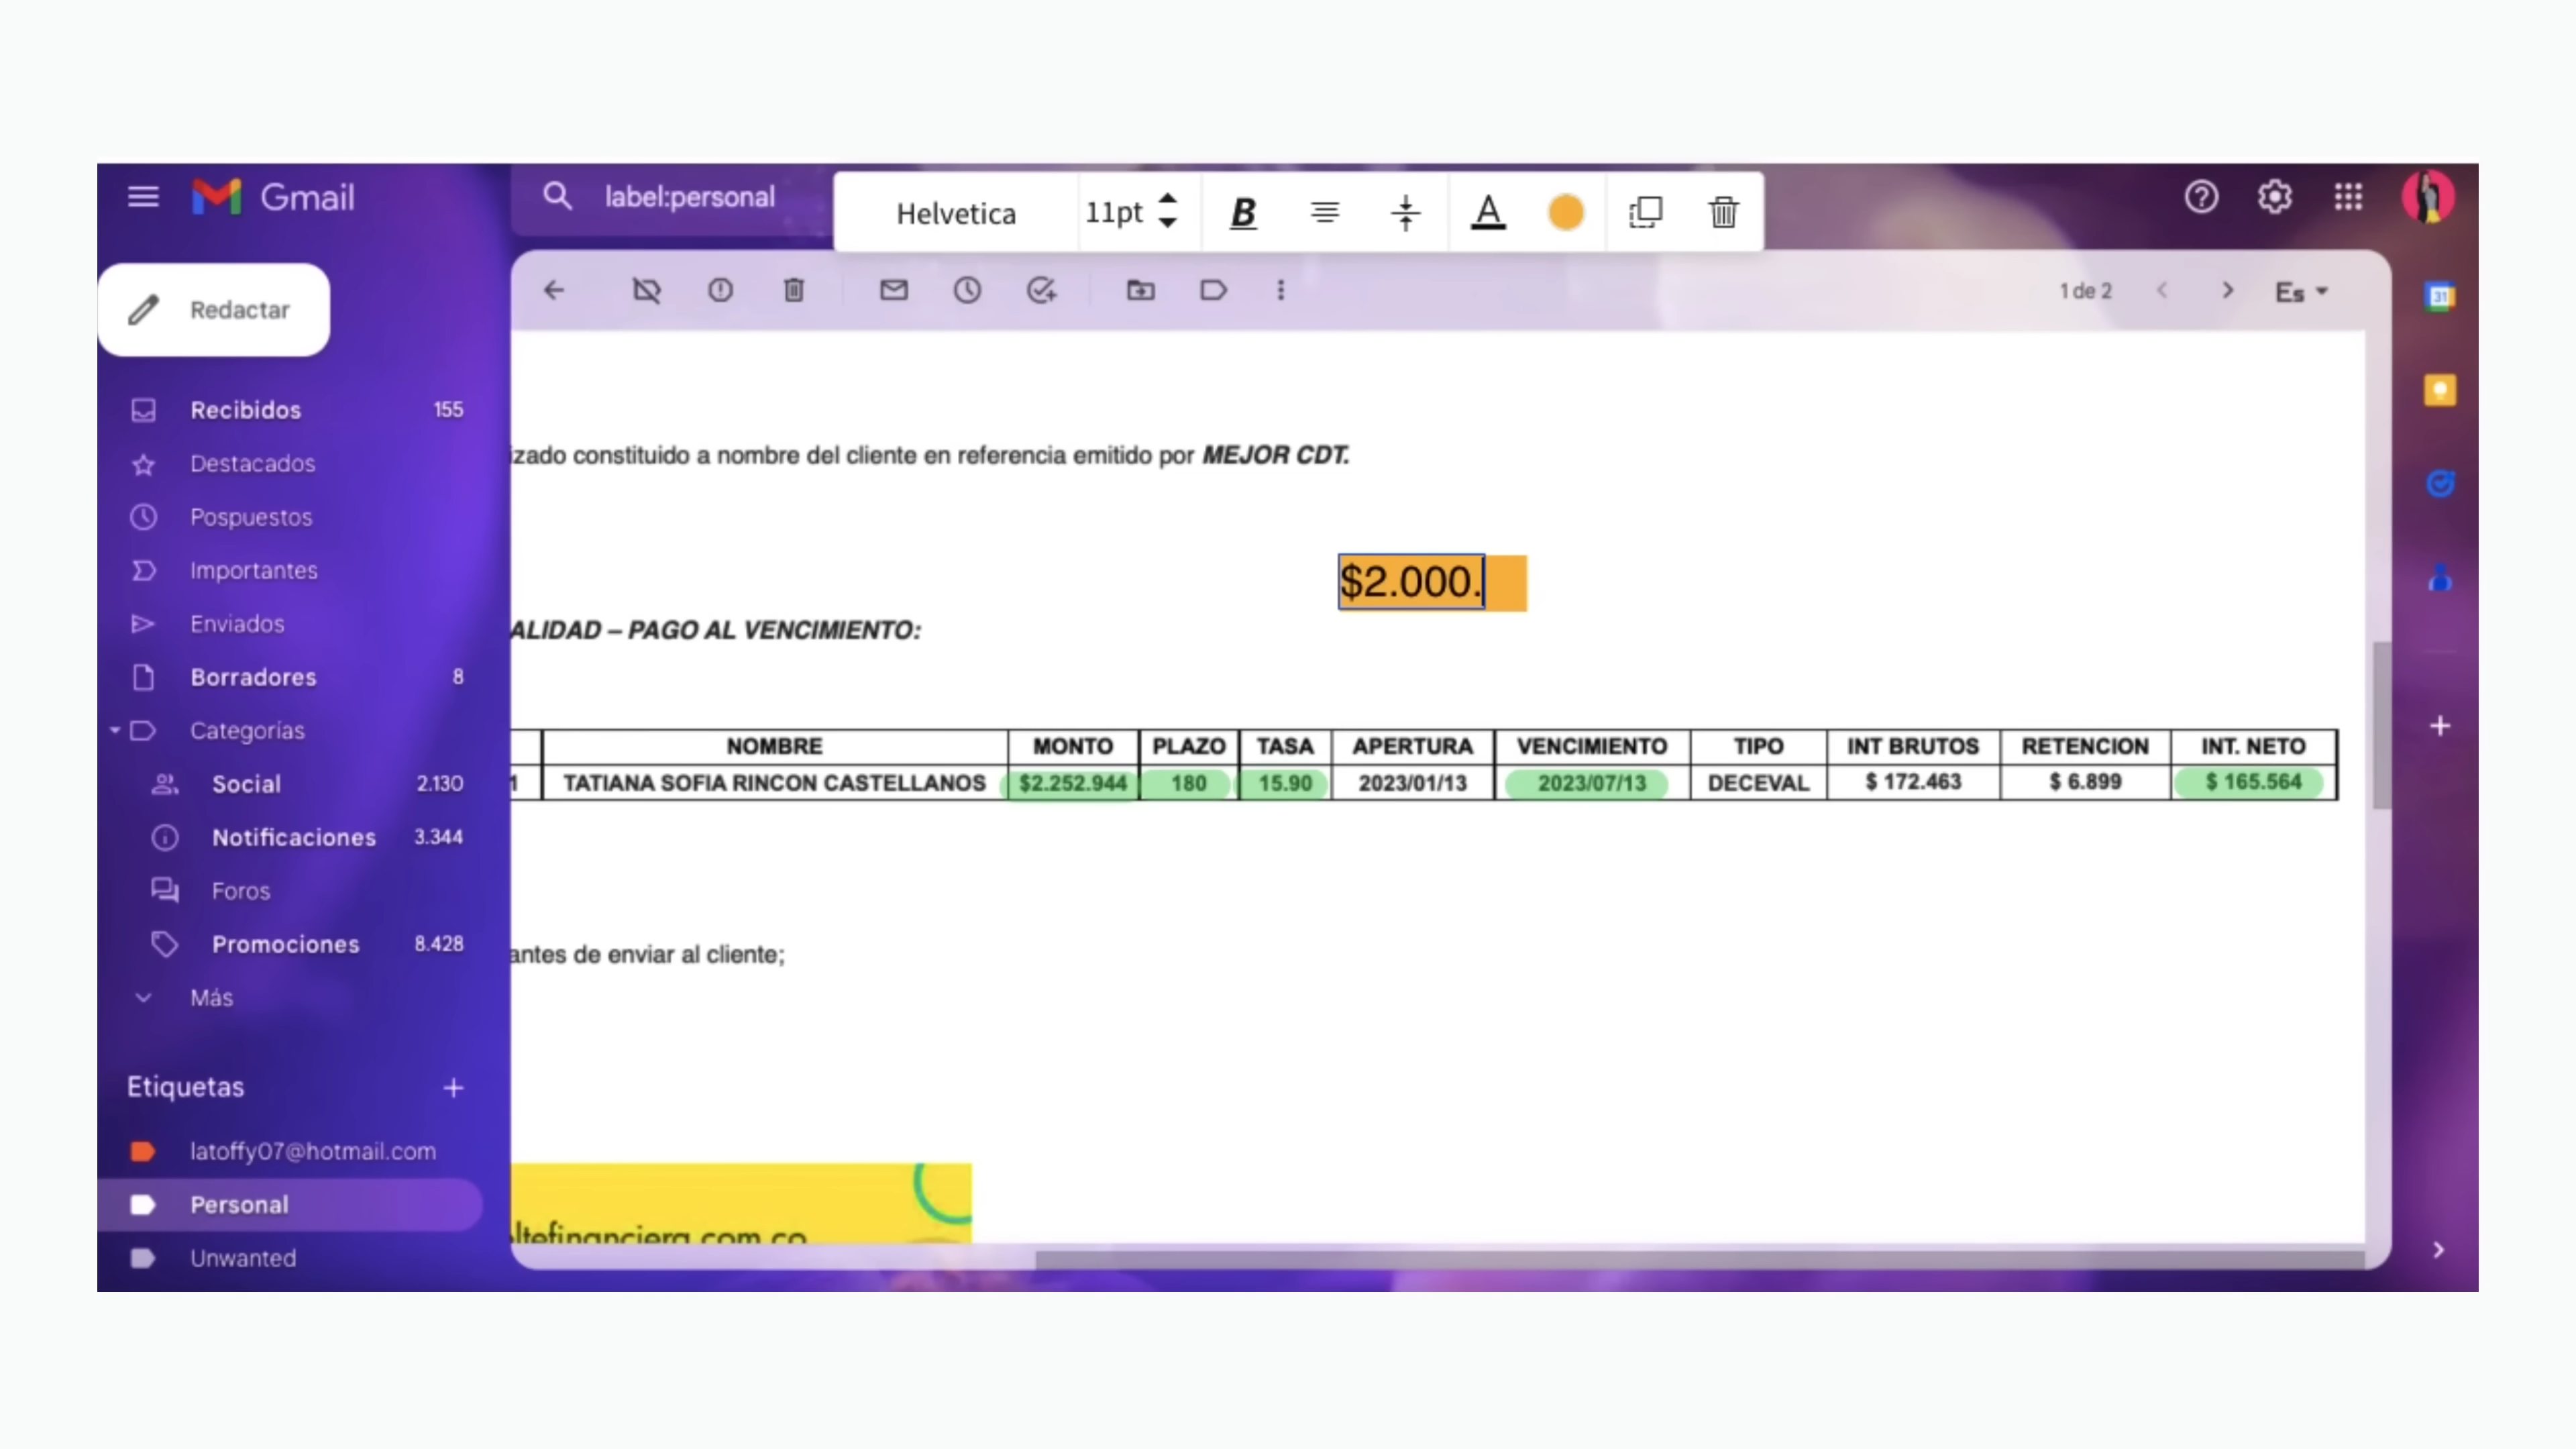 Gmail
label:personal
Helvetica
11pt
B
A
Redactar
1 de 2
Es
31
Recibidos 155
Destacados
Pospuestos
Importantes
Enviados
Borradores 8
Categorías
Social 2.130
Notificaciones 3.344
Foros
Promociones 8.428
Más
Etiquetas +
latoffy07@hotmail.com
Personal
Unwanted
izado constituido a nombre del cliente en referencia emitido por MEJOR CDT.
$2.000.
ALIDAD – PAGO AL VENCIMIENTO:
NOMBRE MONTO PLAZO TASA APERTURA VENCIMIENTO TIPO INT BRUTOS RETENCION INT. NETO
1 TATIANA SOFIA RINCON CASTELLANOS $2.252.944 180 15.90 2023/01/13 2023/07/13 DECEVAL $ 172.463 $ 6.899 $ 165.564
antes de enviar al cliente;
ltefinanciera.com.co